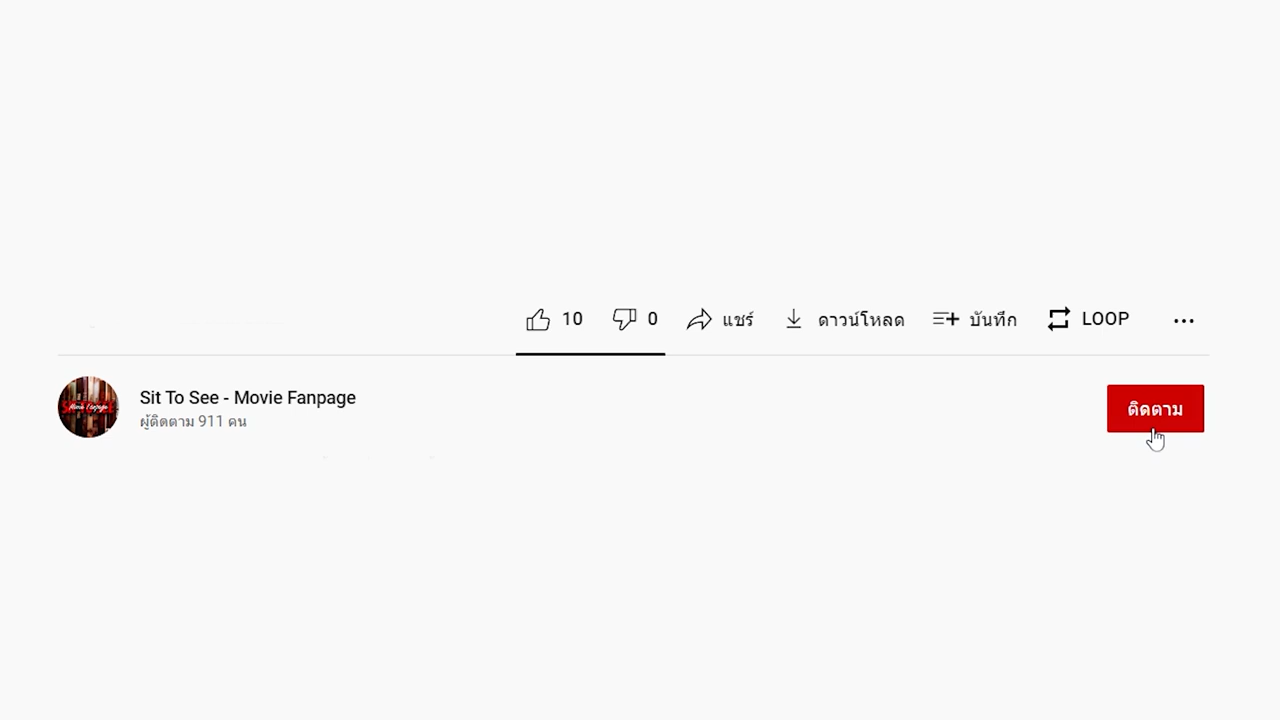 10 0 แชร์ ดาวน์โหลด บันทึก LOOP
Sit To See - Movie Fanpage
ผู้ติดตาม 911 คน
ติดตาม